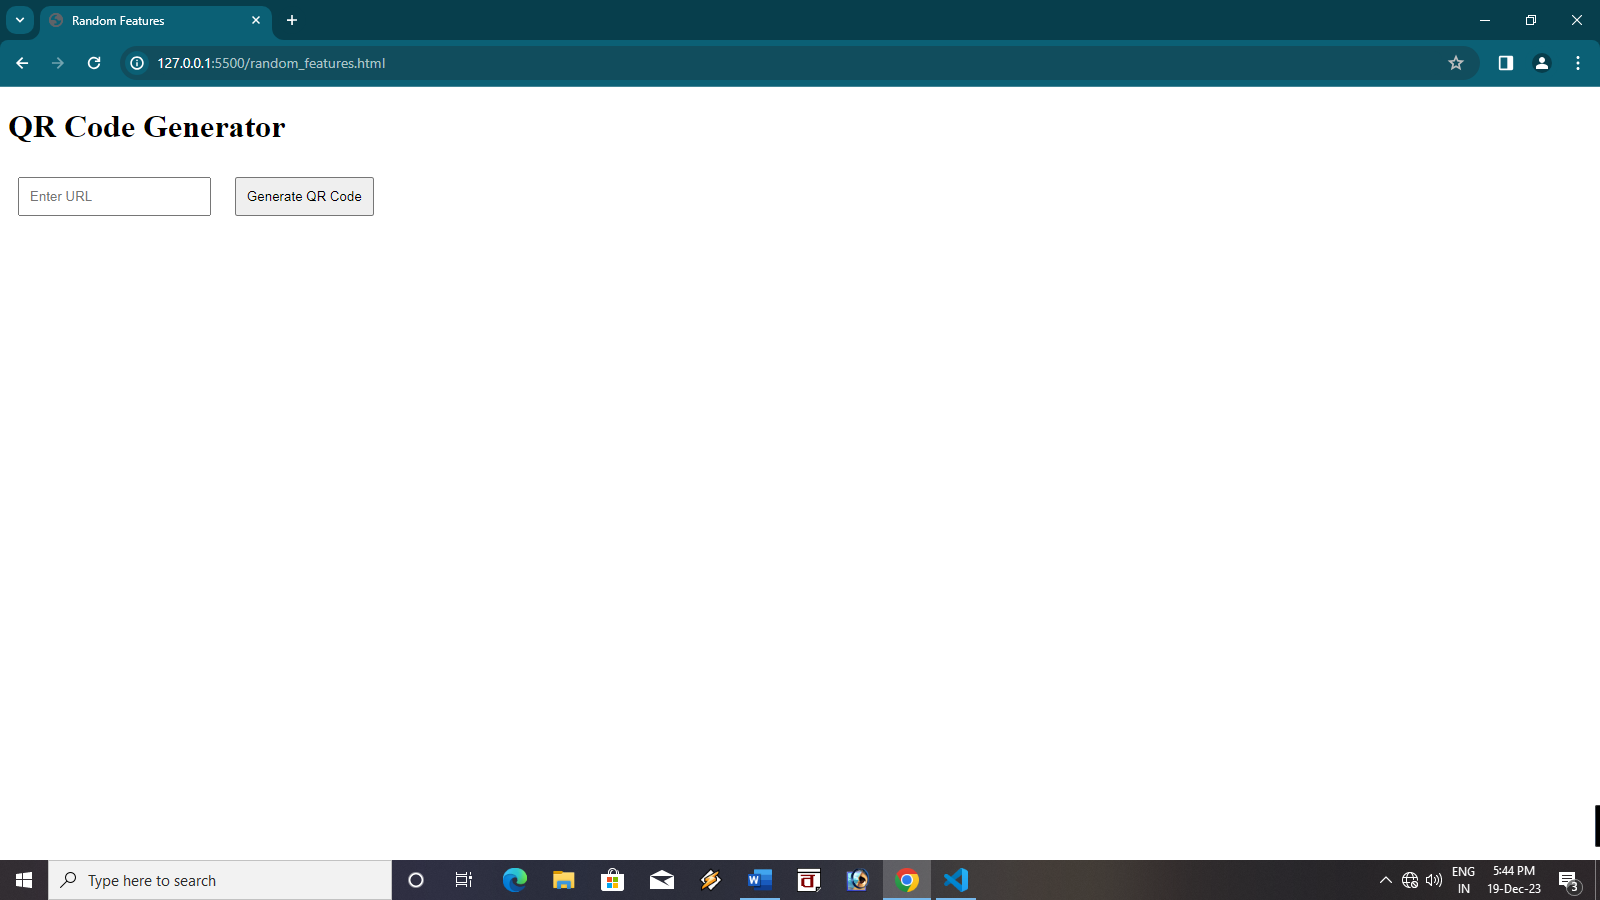 Random Features
127.0.0.1:5500/random_features.html
QR Code Generator
Enter URL
Generate QR Code
Type here to search
W
ENG
IN
5:44 PM
19-Dec-23
3